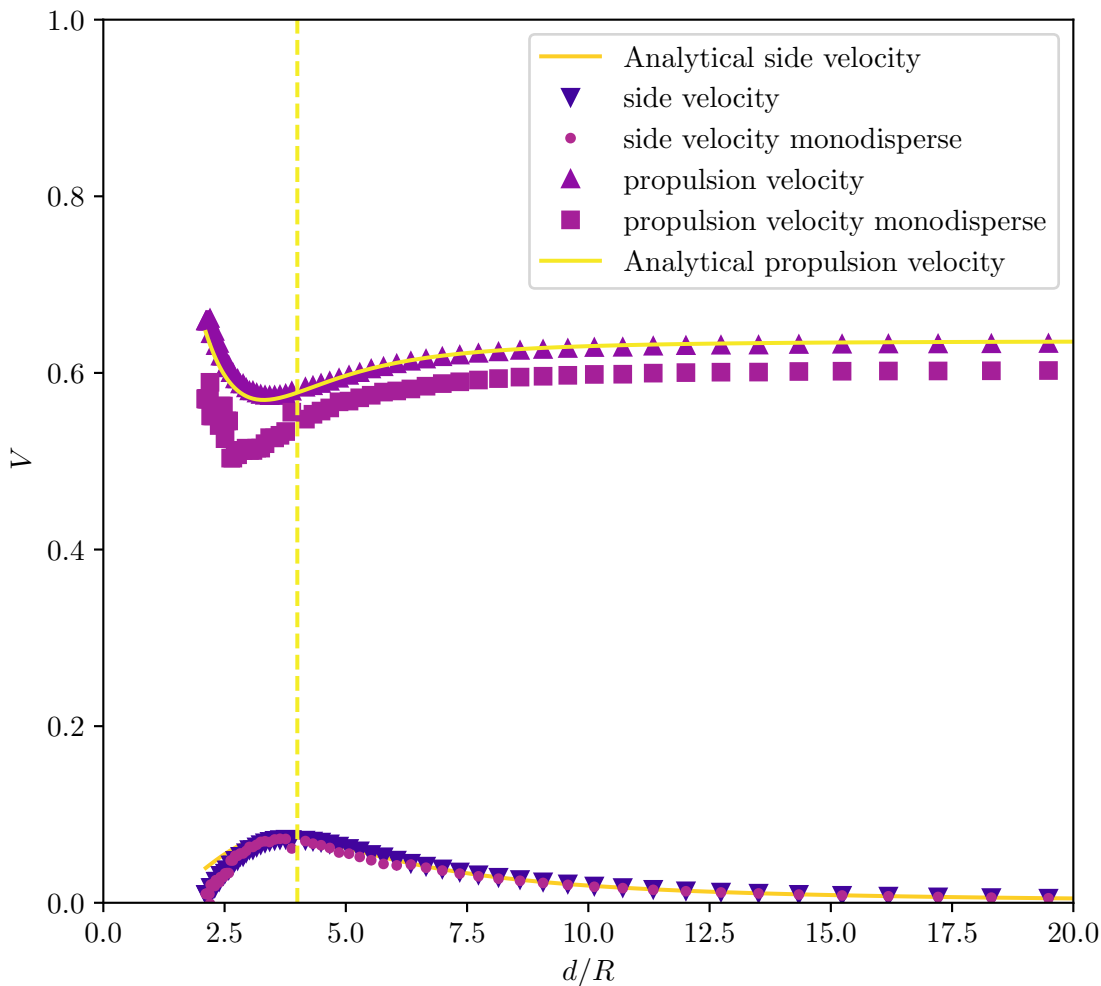 1.0
0.8
0.6
0.4
0.2
0.0
V
Analytical side velocity
side velocity
side velocity monodisperse
propulsion velocity
propulsion velocity monodisperse
Analytical propulsion velocity
0.0 2.5 5.0 7.5 10.0 12.5 15.0 17.5 20.0
d/R